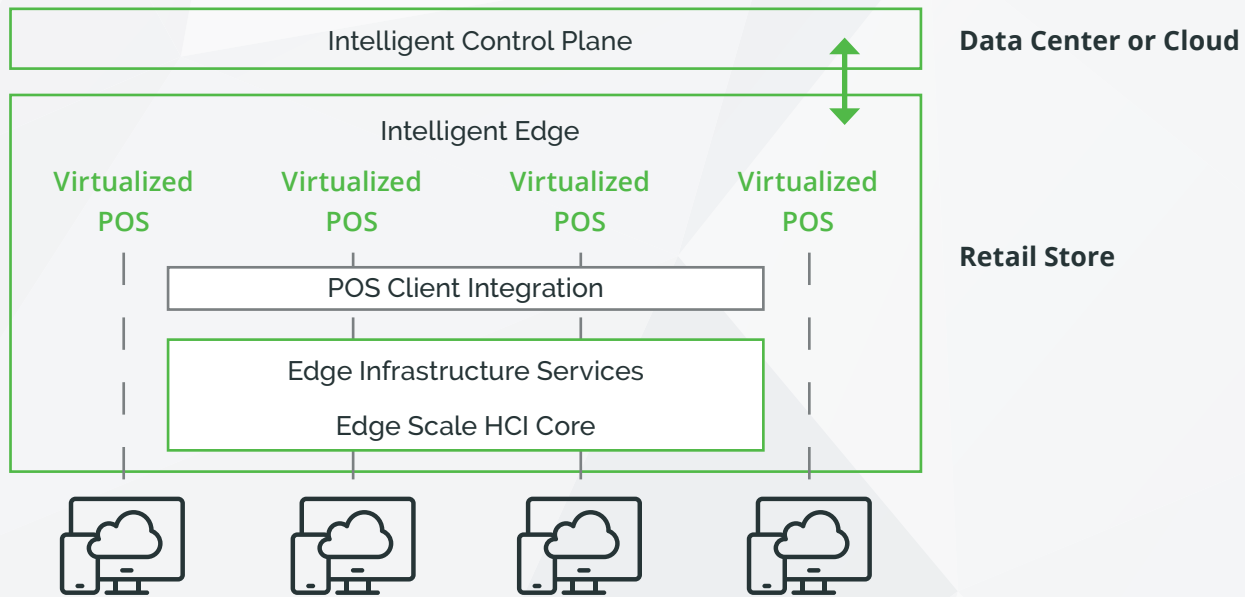 Intelligent Control Plane
Data Center or Cloud
Intelligent Edge
Virtualized
POS
Virtualized
POS
Virtualized
POS
Virtualized
POS
Retail Store
POS Client Integration
Edge Infrastructure Services
Edge Scale HCI Core